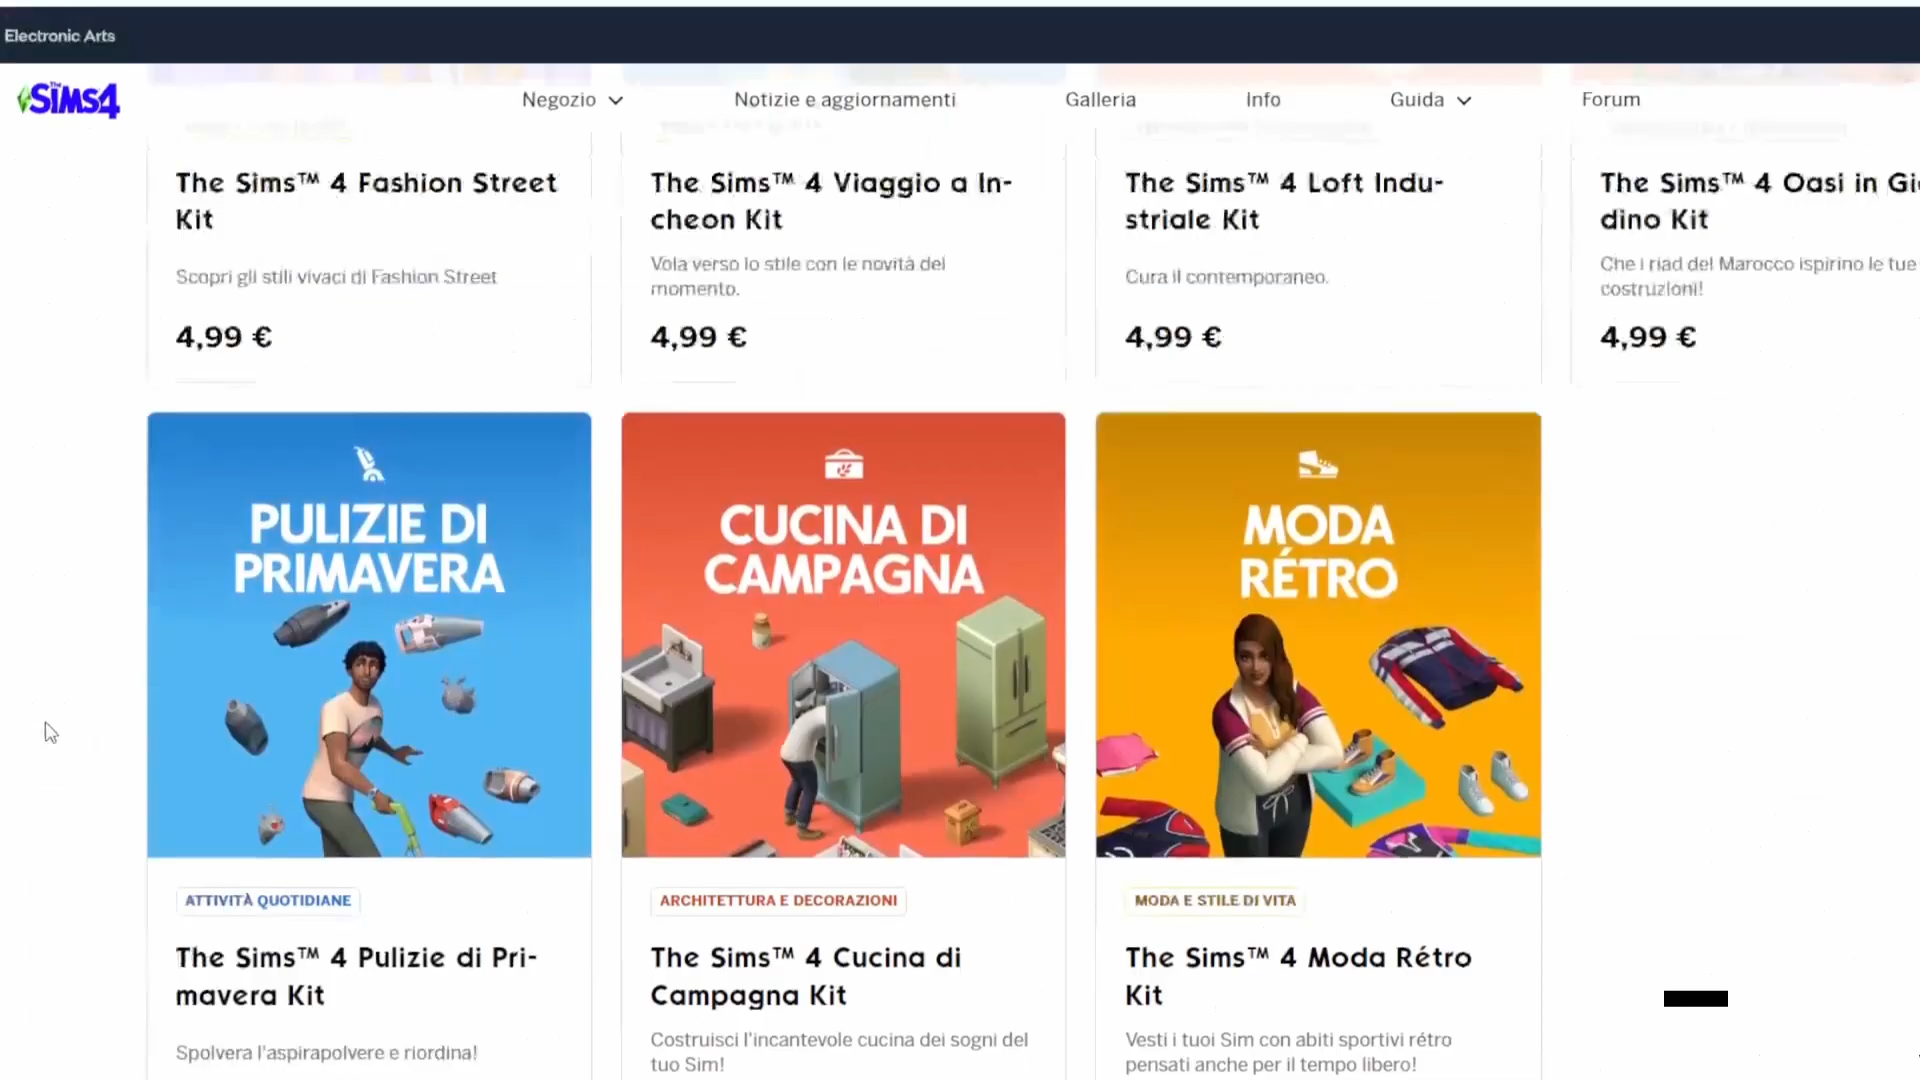 Electronic Arts
The Sims 4
Negozio
Notizie e aggiornamenti
Galleria
Info
Guida
Forum
The Sims™ 4 Fashion Street
Kit
Scopri gli stili vivaci di Fashion Street
4,99 €
The Sims™ 4 Viaggio a In-
cheon Kit
Vola verso lo stile con le novità del
momento.
4,99 €
The Sims™ 4 Loft Indu-
striale Kit
Cura il contemporaneo.
4,99 €
The Sims™ 4 Oasi in Gi
dino Kit
Che i riad del Marocco ispirino le tue
costruzioni!
4,99 €
PULIZIE DI
PRIMAVERA
ATTIVITÀ QUOTIDIANE
The Sims™ 4 Pulizie di Pri-
mavera Kit
Spolvera l'aspirapolvere e riordina!
CUCINA DI
CAMPAGNA
ARCHITETTURA E DECORAZIONI
The Sims™ 4 Cucina di
Campagna Kit
Costruisci l'incantevole cucina dei sogni del
tuo Sim!
MODA
RÉTRO
MODA E STILE DI VITA
The Sims™ 4 Moda Rétro
Kit
Vesti i tuoi Sim con abiti sportivi rétro
pensati anche per il tempo libero!